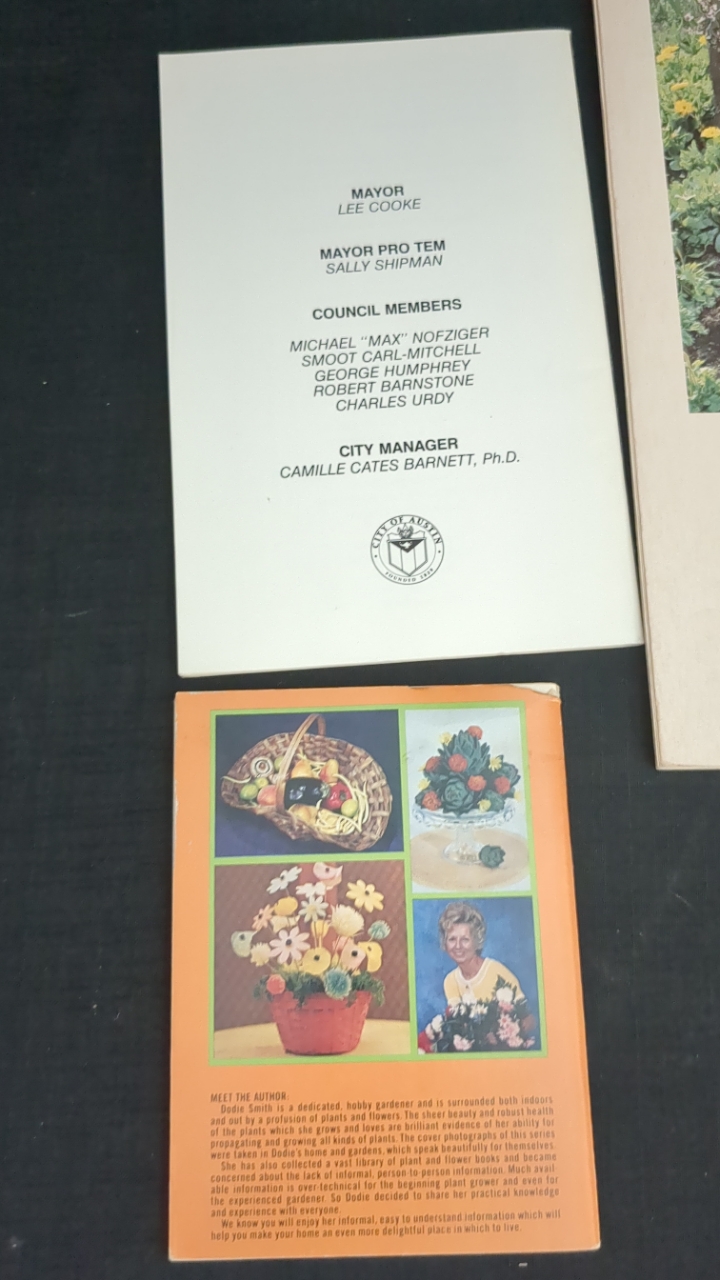 MAYOR
LEE COOKE
MAYOR PRO TEM
SALLY SHIPMAN
COUNCIL MEMBERS
MICHAEL "MAX" NOFZIGER
SMOOT CARL-MITCHELL
GEORGE HUMPHREY
ROBERT BARNSTONE
CHARLES URDY
CITY MANAGER
CAMILLE CATES BARNETT, Ph.D.
CITY OF AUSTIN
FOUNDED 1839
MEET THE AUTHOR:
Dodie Smith is a dedicated, hobby gardener and is surrounded both indoors
and out by a profusion of plants and flowers. The sheer beauty and robust health
of the plants which she grows and loves are brilliant evidence of her ability for
propagating and growing all kinds of plants. The cover photographs of this series
were taken in Dodie's home and gardens, which speak beautifully for themselves.
She has also collected a vast library of plant and flower books and became
concerned about the lack of informal, person-to-person information. Much avail-
able information is over-technical for the beginning plant grower and even for
the experienced gardener. So Dodie decided to share her practical knowledge
and experience with everyone.
We know you will enjoy her informal, easy to understand information which will
help you make your home an even more delightful place in which to live.